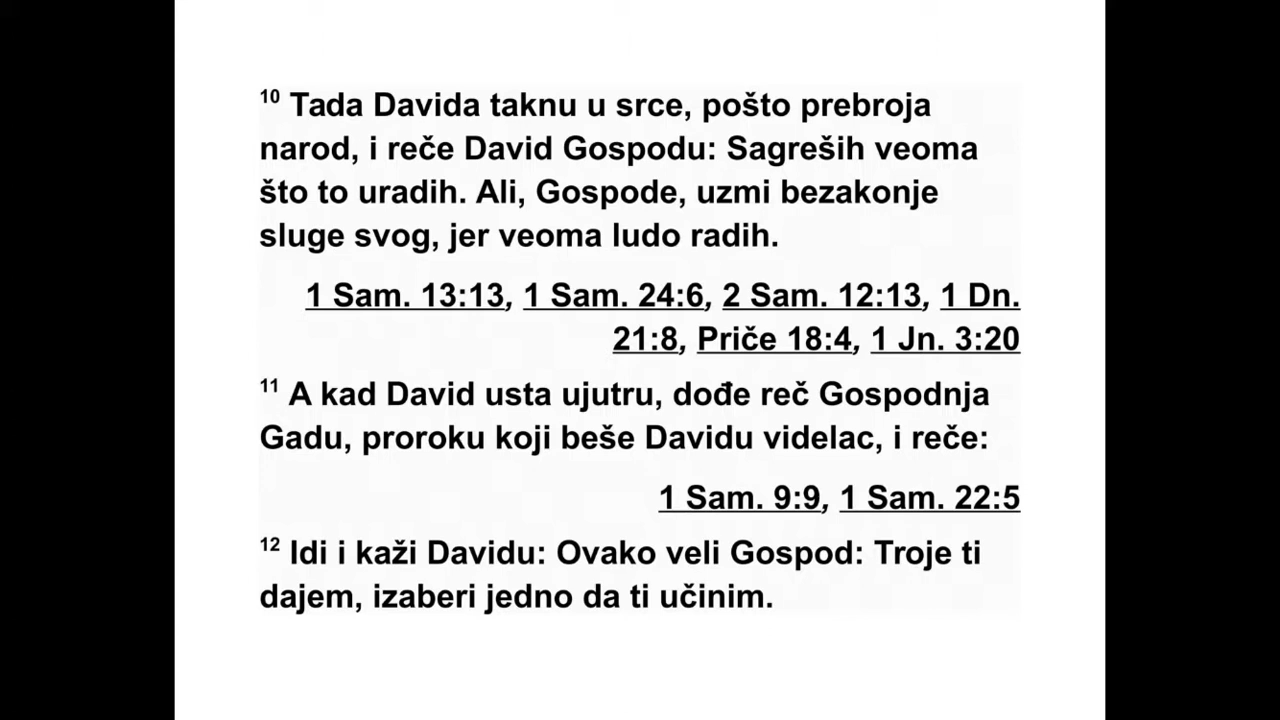 10 Tada Davida taknu u srce, pošto prebroja
narod, i reče David Gospodu: Sagreših veoma
što to uradih. Ali, Gospode, uzmi bezakonje
sluge svog, jer veoma ludo radih.
1 Sam. 13:13, 1 Sam. 24:6, 2 Sam. 12:13, 1 Dn.
21:8, Priče 18:4, 1 Jn. 3:20
11 A kad David usta ujutru, dođe reč Gospodnja
Gadu, proroku koji beše Davidu videlac, i reče:
1 Sam. 9:9, 1 Sam. 22:5
12 Idi i kaži Davidu: Ovako veli Gospod: Troje ti
dajem, izaberi jedno da ti učinim.